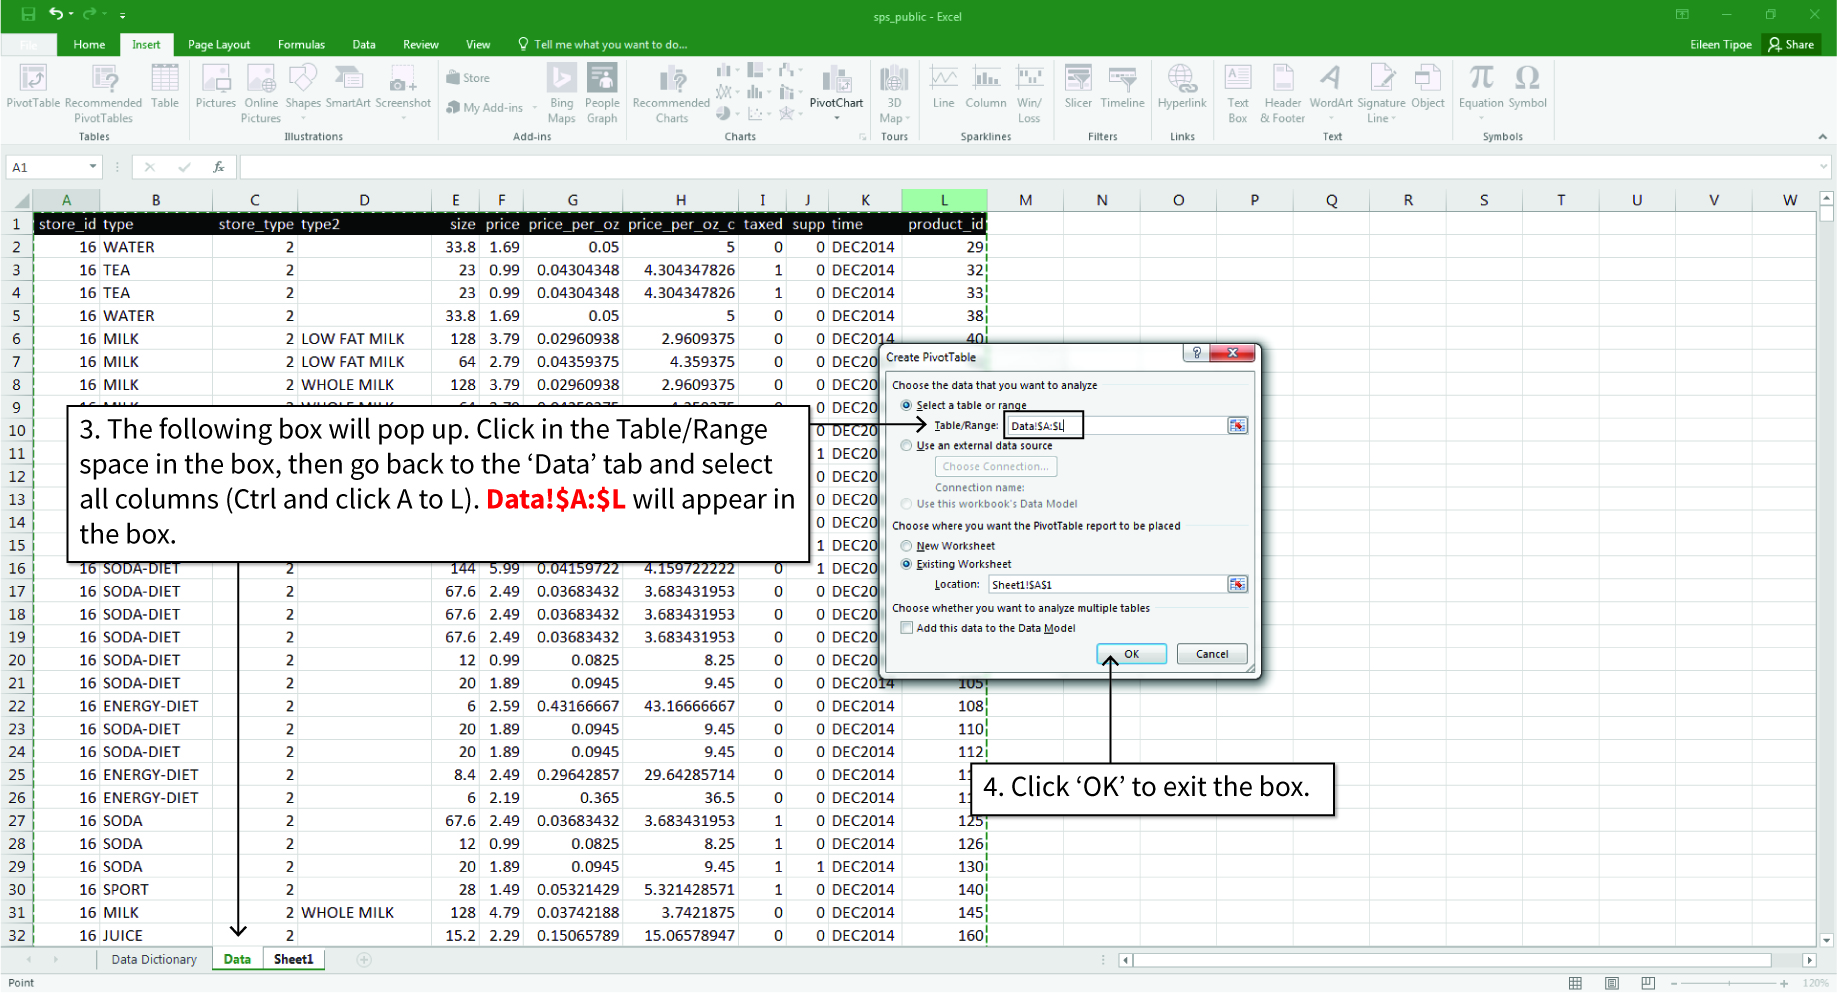 sps_public - Excel
File Home Insert Page Layout Formulas Data Review View Tell me what you want to do... Eileen Tipoe Share
PivotTable Recommended PivotTables Table Pictures Online Pictures Shapes SmartArt Screenshot Store My Add-ins Bing Maps People Graph Recommended Charts PivotChart 3D Map Line Column Win/Loss Slicer Timeline Hyperlink Text Box Header & Footer WordArt Signature Line Object Equation Symbol
Tables Illustrations Add-ins Charts Tours Sparklines Filters Links Text Symbols
A1 fx
A B C D E F G H I J K L M N O P Q R S T U V W
1 store_id type store_type type2 size price price_per_oz price_per_oz_c taxed supp time product_id
2 16 WATER 2 33.8 1.69 0.05 5 0 0 DEC2014 29
3 16 TEA 2 23 0.99 0.04304348 4.304347826 1 0 DEC2014 32
4 16 TEA 2 23 0.99 0.04304348 4.304347826 1 0 DEC2014 33
5 16 WATER 2 33.8 1.69 0.05 5 0 0 DEC2014 38
6 16 MILK 2 LOW FAT MILK 128 3.79 0.02960938 2.9609375 0 0 DEC2014 40
7 16 MILK 2 LOW FAT MILK 64 2.79 0.04359375 4.359375 0 0 DEC20
8 16 MILK 2 WHOLE MILK 128 3.79 0.02960938 2.9609375 0 0 DEC20
9 0 DEC20
10 0 DEC20
11 1 DEC20
12 0 DEC20
13 0 DEC20
14 0 DEC20
15 1 DEC20
3. The following box will pop up. Click in the Table/Range
space in the box, then go back to the ‘Data’ tab and select
all columns (Ctrl and click A to L). Data!$A:$L will appear in
the box.
Create PivotTable
Choose the data that you want to analyze
Select a table or range
Table/Range: Data!$A:$L
Use an external data source
Choose Connection...
Connection name:
Use this workbook's Data Model
Choose where you want the PivotTable report to be placed
New Worksheet
Existing Worksheet
Location: Sheet1!$A$1
Choose whether you want to analyze multiple tables
Add this data to the Data Model
OK Cancel
16 16 SODA-DIET 2 144 5.99 0.04159722 4.159722222 0 1 DEC20
17 16 SODA-DIET 2 67.6 2.49 0.03683432 3.683431953 0 0 DEC20
18 16 SODA-DIET 2 67.6 2.49 0.03683432 3.683431953 0 0 DEC20
19 16 SODA-DIET 2 67.6 2.49 0.03683432 3.683431953 0 0 DEC20
20 16 SODA-DIET 2 12 0.99 0.0825 8.25 0 0 DEC20
21 16 SODA-DIET 2 20 1.89 0.0945 9.45 0 0 DEC2014 105
22 16 ENERGY-DIET 2 6 2.59 0.43166667 43.16666667 0 0 DEC2014 108
23 16 SODA-DIET 2 20 1.89 0.0945 9.45 0 0 DEC2014 110
24 16 SODA-DIET 2 20 1.89 0.0945 9.45 0 0 DEC2014 112
25 16 ENERGY-DIET 2 8.4 2.49 0.29642857 29.64285714 0 0 DEC2014
26 16 ENERGY-DIET 2 6 2.19 0.365 36.5 0 0 DEC2014
4. Click ‘OK’ to exit the box.
27 16 SODA 2 67.6 2.49 0.03683432 3.683431953 1 0 DEC2014 125
28 16 SODA 2 12 0.99 0.0825 8.25 1 0 DEC2014 126
29 16 SODA 2 20 1.89 0.0945 9.45 1 1 DEC2014 130
30 16 SPORT 2 28 1.49 0.05321429 5.321428571 1 0 DEC2014 140
31 16 MILK 2 WHOLE MILK 128 4.79 0.03742188 3.7421875 0 0 DEC2014 145
32 16 JUICE 2 15.2 2.29 0.15065789 15.06578947 0 0 DEC2014 160
Data Dictionary Data Sheet1
Point 120%